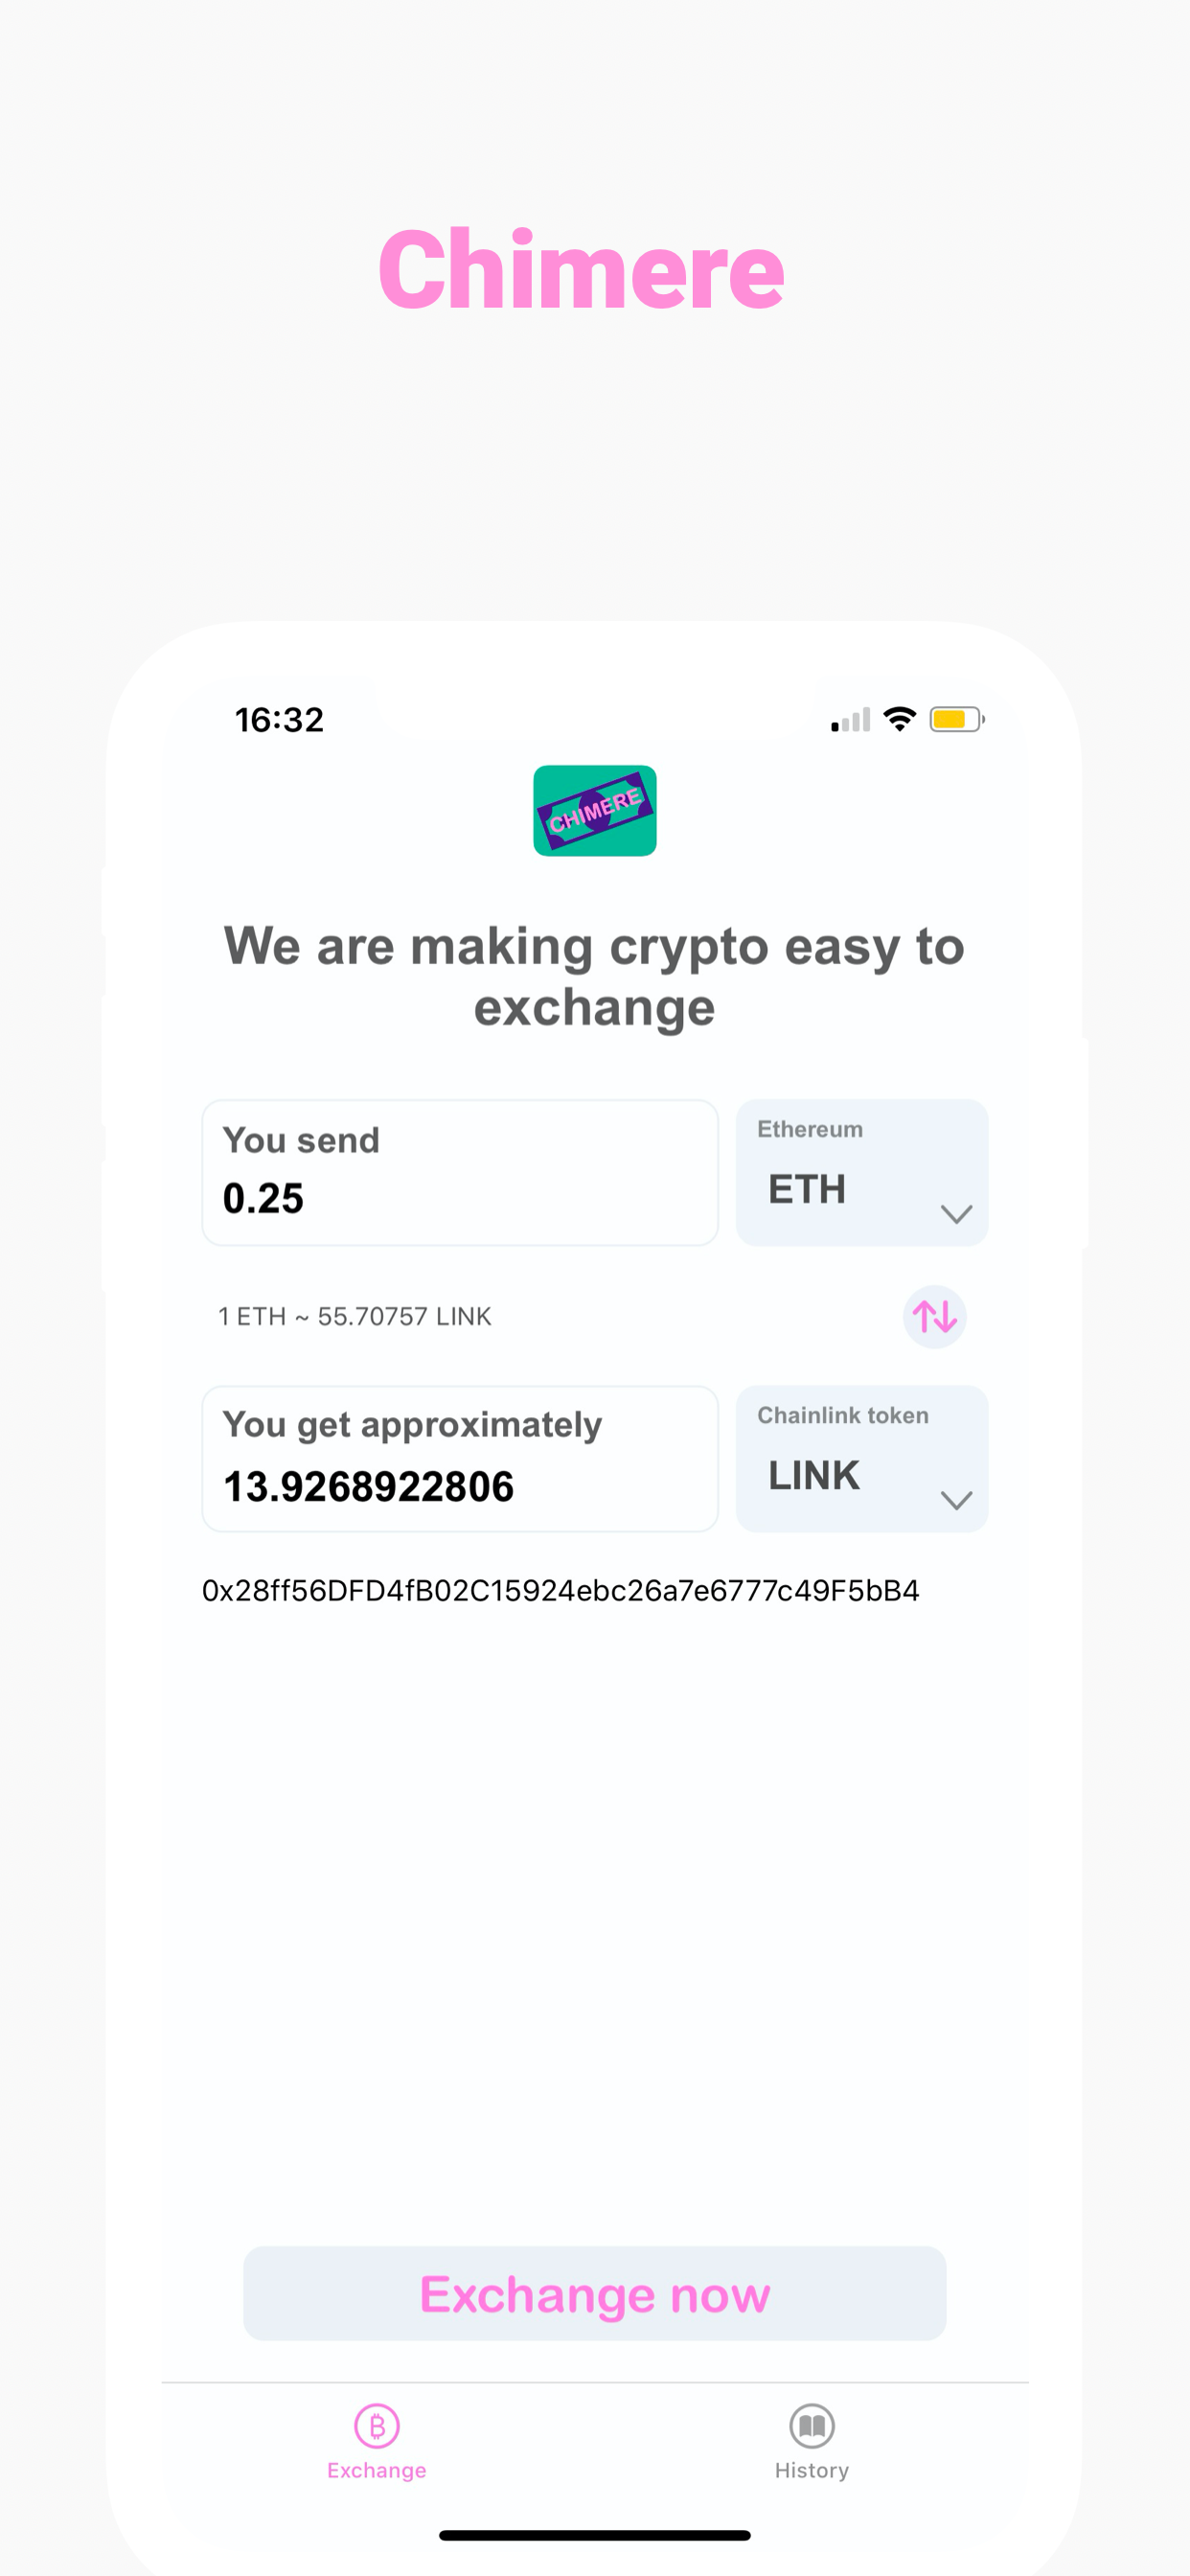 Chimere
16:32
CHIMERE
We are making crypto easy to
exchange
You send
0.25
Ethereum
ETH
1 ETH ~ 55.70757 LINK
You get approximately
13.9268922806
Chainlink token
LINK
0x28ff56DFD4fB02C15924ebc26a7e6777c49F5bB4
Exchange now
Exchange
History